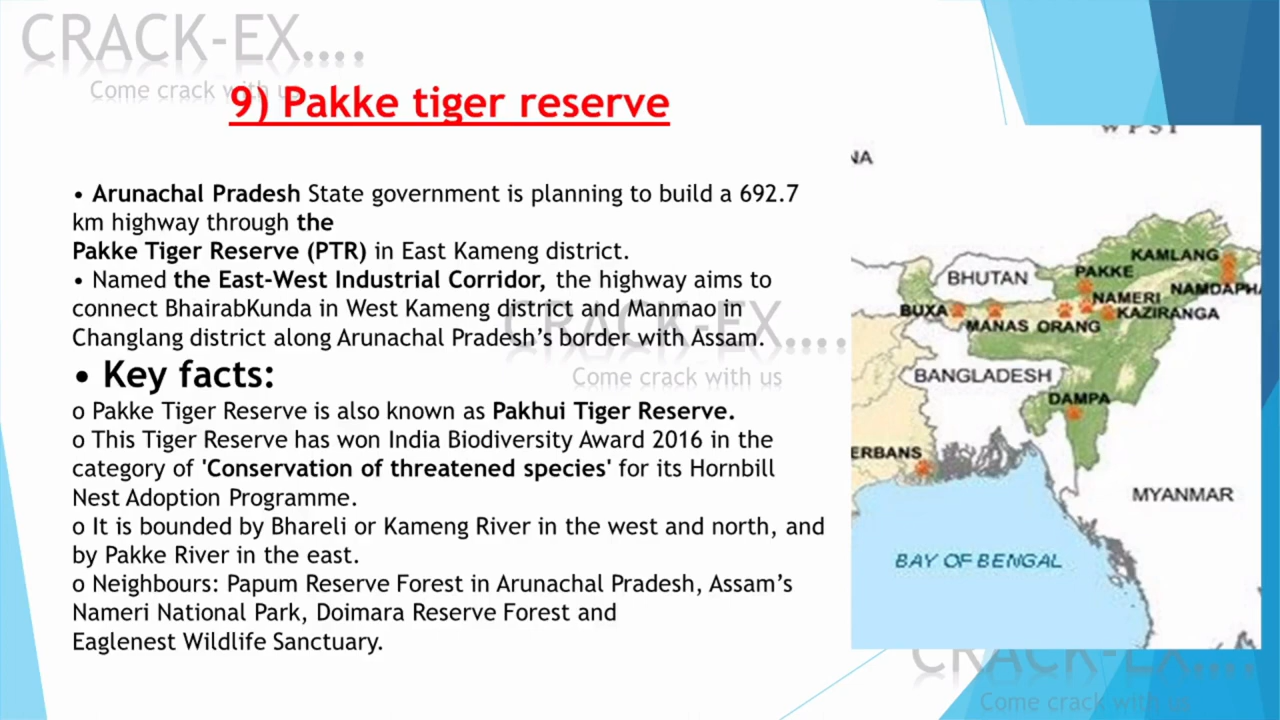 CRACK-EX....
Come crack with us
9) Pakke tiger reserve
• Arunachal Pradesh State government is planning to build a 692.7
km highway through the
Pakke Tiger Reserve (PTR) in East Kameng district.
• Named the East-West Industrial Corridor, the highway aims to
connect BhairabKunda in West Kameng district and Manmao in
Changlang district along Arunachal Pradesh’s border with Assam.
• Key facts:
o Pakke Tiger Reserve is also known as Pakhui Tiger Reserve.
o This Tiger Reserve has won India Biodiversity Award 2016 in the
category of 'Conservation of threatened species' for its Hornbill
Nest Adoption Programme.
o It is bounded by Bhareli or Kameng River in the west and north, and
by Pakke River in the east.
o Neighbours: Papum Reserve Forest in Arunachal Pradesh, Assam’s
Nameri National Park, Doimara Reserve Forest and
Eaglenest Wildlife Sanctuary.
CRACK-EX....
Come crack with us
NA
KAMLANG
PAKKE
BHUTAN
NAMDAPHA
NAMERI
BUXA
KAZIRANGA
MANAS ORANG
BANGLADESH
DAMPA
ERBANS
MYANMAR
BAY OF BENGAL
CRACK-EX....
Come crack with us